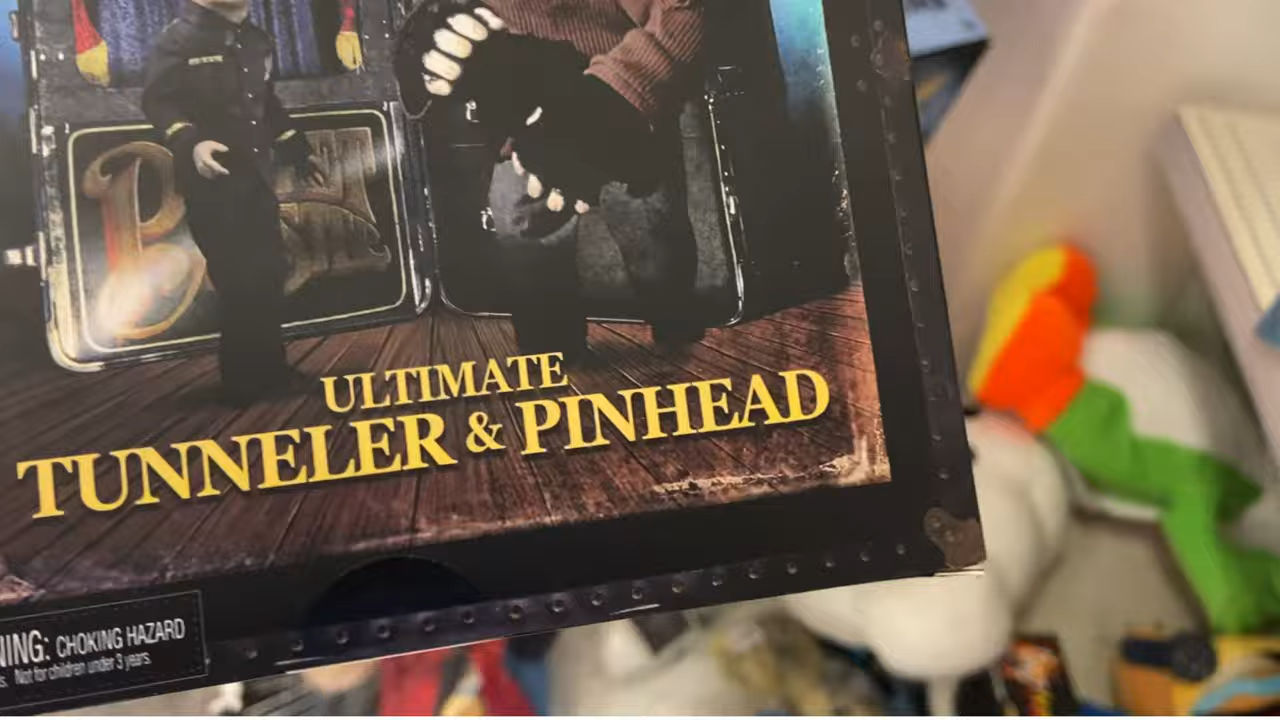 ULTIMATE
TUNNELER & PINHEAD
NING: CHOKING HAZARD
s. Not for children under 3 years.